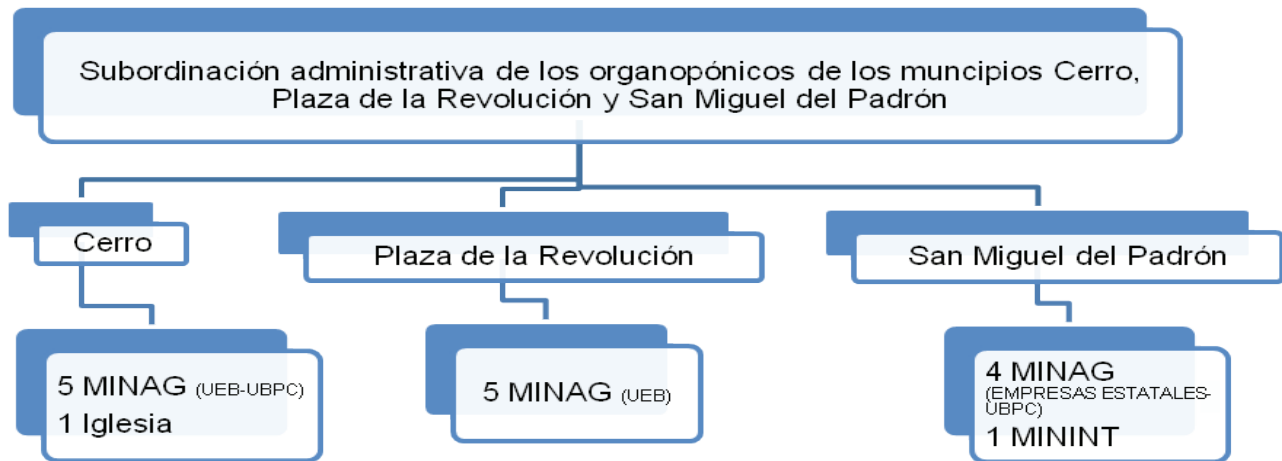 Subordinación administrativa de los organopónicos de los muncipios Cerro,
Plaza de la Revolución y San Miguel del Padrón
Cerro
Plaza de la Revolución
San Miguel del Padrón
5 MINAG (UEB-UBPC)
1 Iglesia
5 MINAG (UEB)
4 MINAG
(EMPRESAS ESTATALES-
UBPC)
1 MININT